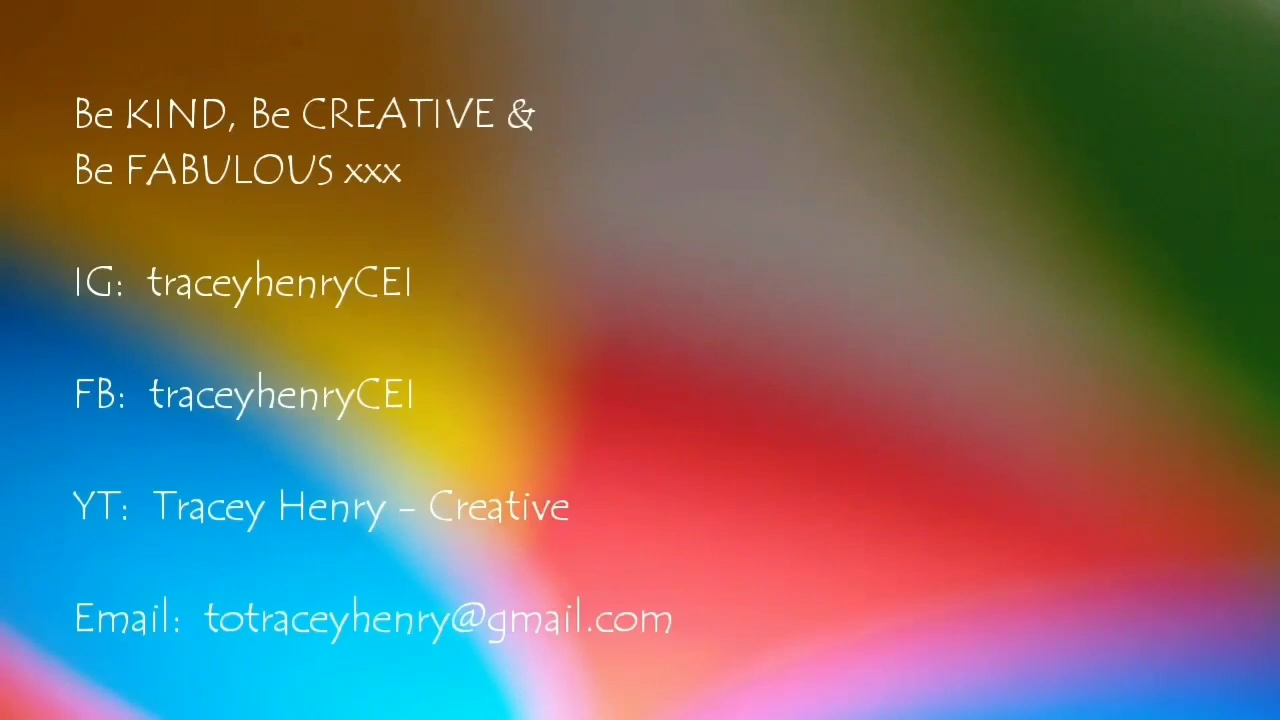 Be KIND, Be CREATIVE &
Be FABULOUS xxx
IG: traceyhenryCEI
FB: traceyhenryCEI
YT: Tracey Henry - Creative
Email: totraceyhenry@gmail.com